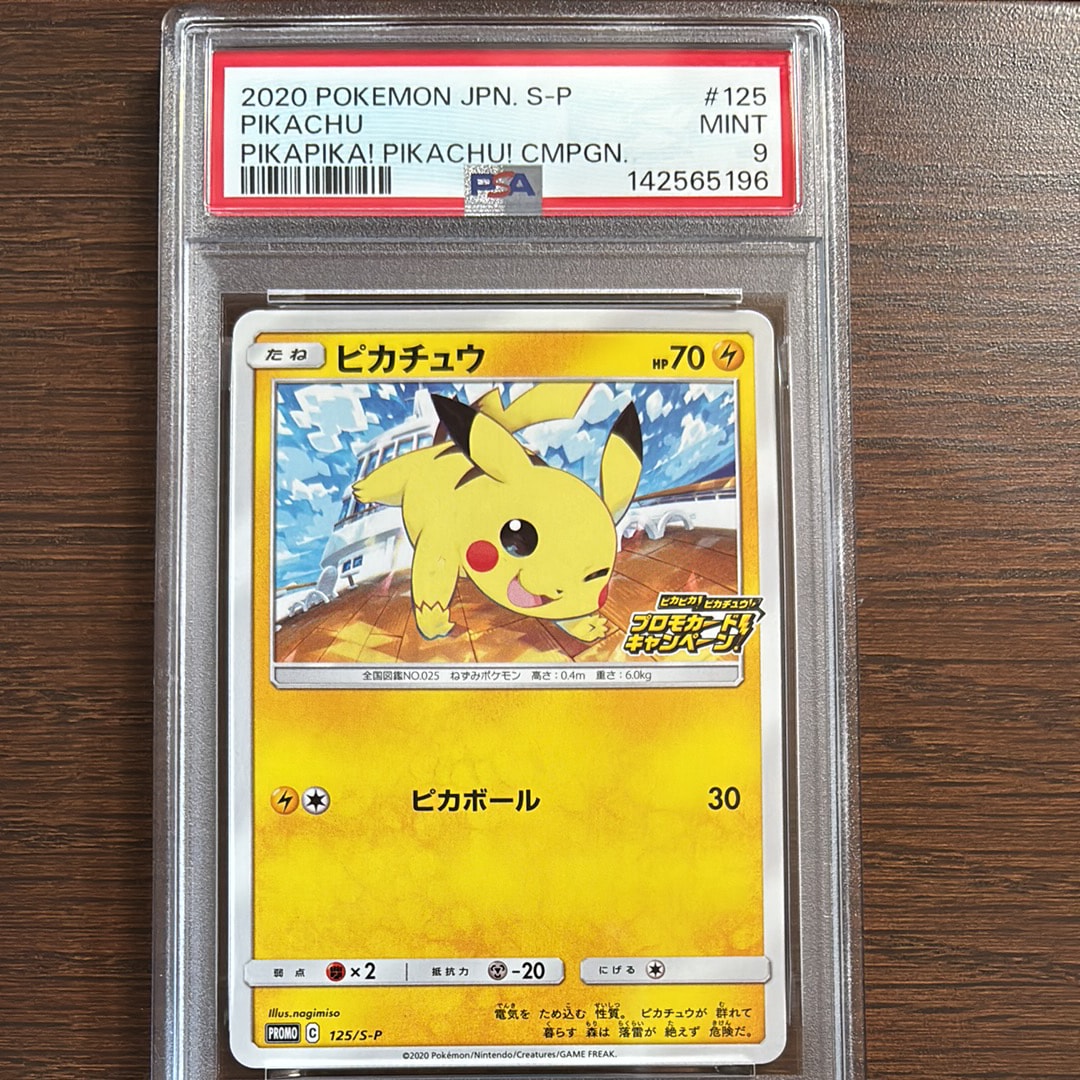 2020 POKEMON JPN. S-P #125
PIKACHU MINT
PIKAPIKA! PIKACHU! CMPGN. 9
PSA 142565196
たね ピカチュウ HP70
ピカピカ! ピカチュウ!
プロモカード
キャンペーン!
全国図鑑NO.025 ねずみポケモン 高さ:0.4m 重さ:6.0kg
ピカボール 30
弱点 ×2 抵抗力 -20 にげる
Illus.nagimiso
電気を ため込む 性質。 ピカチュウが 群れて
暮らす 森は 落雷が 絶えず 危険だ。
PROMO C 125/S-P
©2020 Pokémon/Nintendo/Creatures/GAME FREAK.